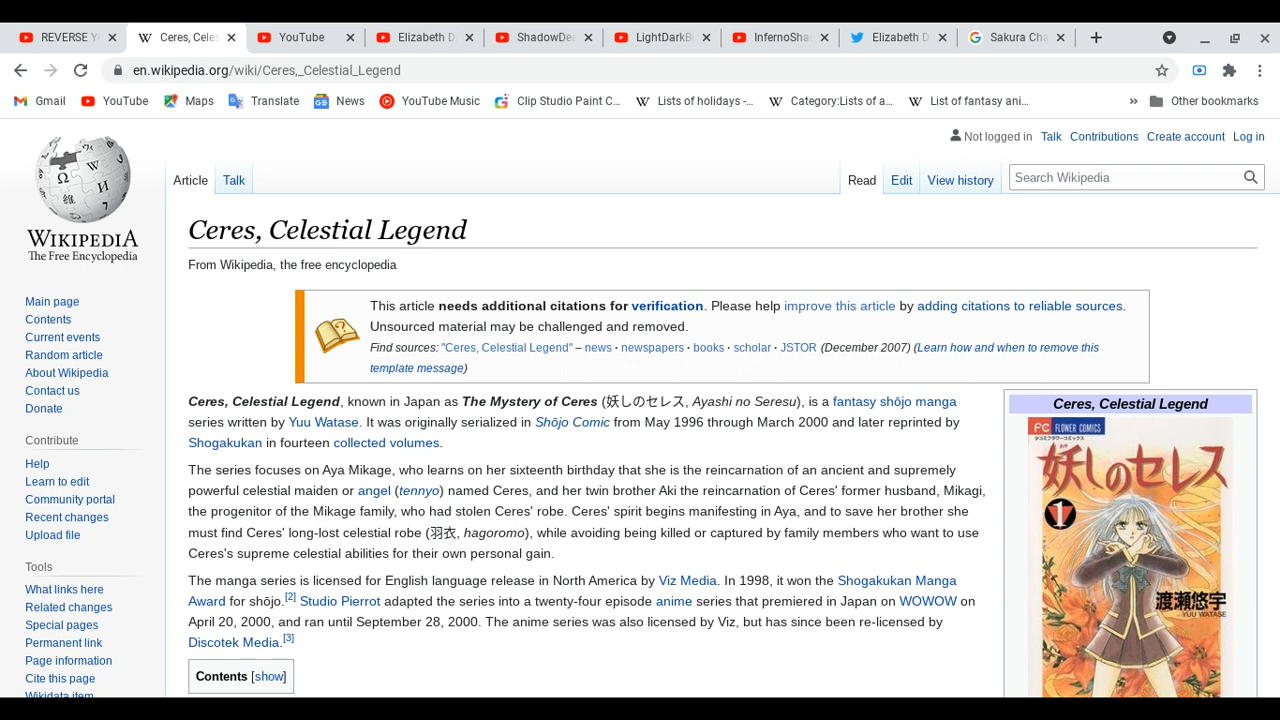 REVERSE Y
Ceres, Celes
YouTube
Elizabeth D
ShadowDea
LightDarkB
InfernoSha
Elizabeth D
Sakura Cha
en.wikipedia.org/wiki/Ceres,_Celestial_Legend
Gmail
YouTube
Maps
Translate
News
YouTube Music
Clip Studio Paint C...
Lists of holidays -...
Category:Lists of a...
List of fantasy ani...
»
Other bookmarks
Not logged in Talk Contributions Create account Log in
Article Talk Read Edit View history Search Wikipedia
WIKIPEDIA
The Free Encyclopedia
Main page
Contents
Current events
Random article
About Wikipedia
Contact us
Donate
Contribute
Help
Learn to edit
Community portal
Recent changes
Upload file
Tools
What links here
Related changes
Special pages
Permanent link
Page information
Cite this page
Wikidata item
Ceres, Celestial Legend
From Wikipedia, the free encyclopedia
This article needs additional citations for verification. Please help improve this article by adding citations to reliable sources.
Unsourced material may be challenged and removed.
Find sources: "Ceres, Celestial Legend" – news · newspapers · books · scholar · JSTOR (December 2007) (Learn how and when to remove this
template message)
Ceres, Celestial Legend, known in Japan as The Mystery of Ceres (妖しのセレス, Ayashi no Seresu), is a fantasy shōjo manga
series written by Yuu Watase. It was originally serialized in Shōjo Comic from May 1996 through March 2000 and later reprinted by
Shogakukan in fourteen collected volumes.
The series focuses on Aya Mikage, who learns on her sixteenth birthday that she is the reincarnation of an ancient and supremely
powerful celestial maiden or angel (tennyo) named Ceres, and her twin brother Aki the reincarnation of Ceres' former husband, Mikagi,
the progenitor of the Mikage family, who had stolen Ceres' robe. Ceres' spirit begins manifesting in Aya, and to save her brother she
must find Ceres' long-lost celestial robe (羽衣, hagoromo), while avoiding being killed or captured by family members who want to use
Ceres's supreme celestial abilities for their own personal gain.
The manga series is licensed for English language release in North America by Viz Media. In 1998, it won the Shogakukan Manga
Award for shōjo.[2] Studio Pierrot adapted the series into a twenty-four episode anime series that premiered in Japan on WOWOW on
April 20, 2000, and ran until September 28, 2000. The anime series was also licensed by Viz, but has since been re-licensed by
Discotek Media.[3]
Contents [show]
Ceres, Celestial Legend
FC FLOWER COMICS
妖しのセレス
1
渡瀬悠宇
YUU WATASE